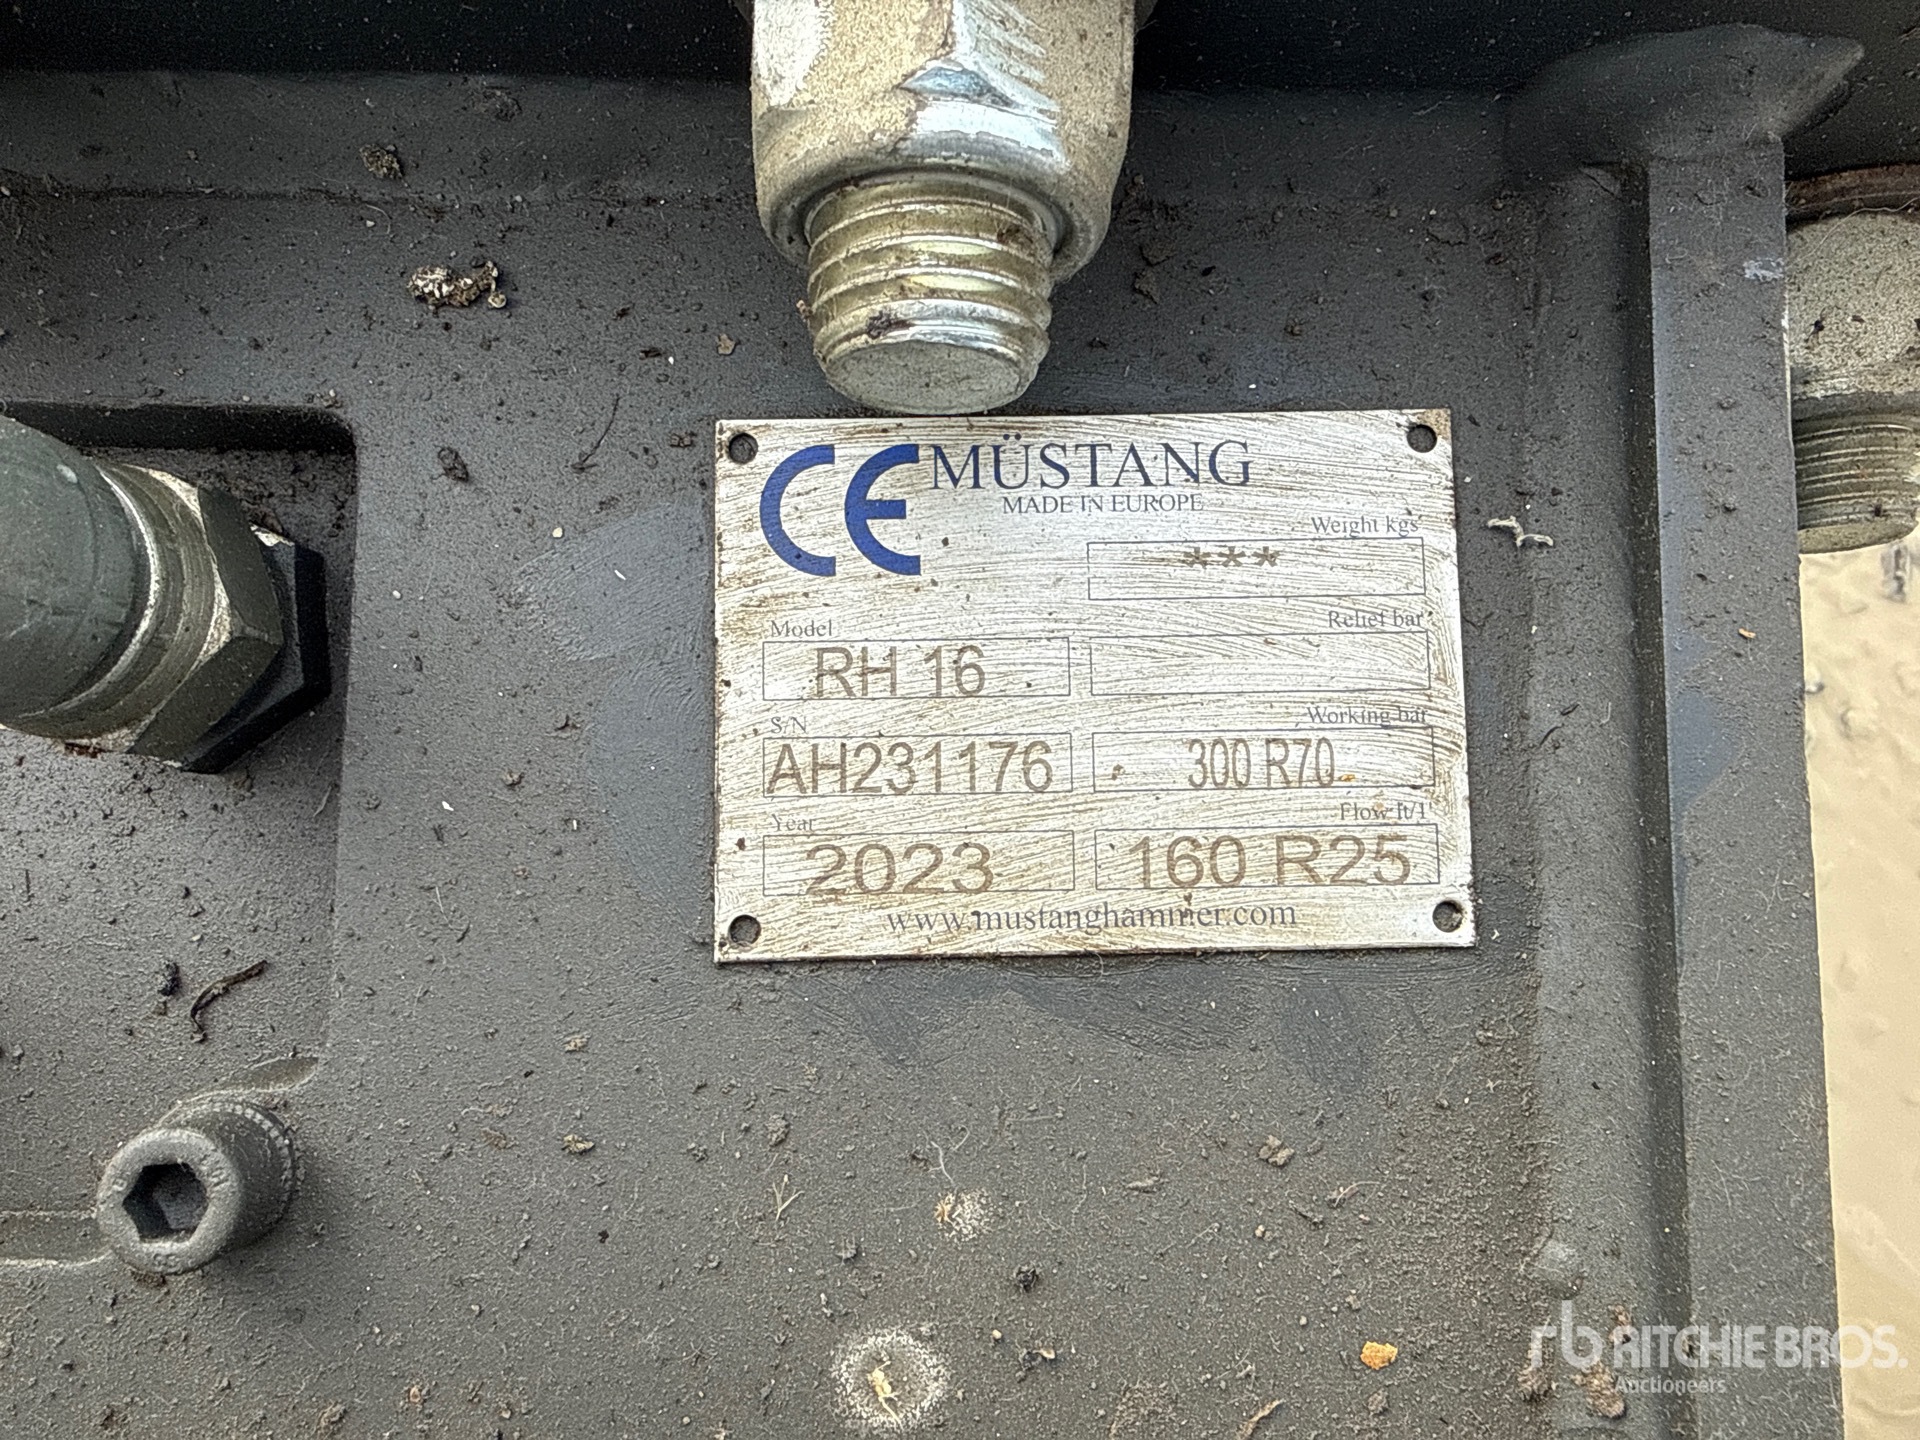 CE MÜSTANG
MADE IN EUROPE
Weight kgs
***
Model
Relief bar
RH 16
S/N
Working bar
AH231176
300 R70
Year
Flow lt/1'
2023
160 R25
www.mustanghammer.com
rb RITCHIE BROS.
Auctioneers